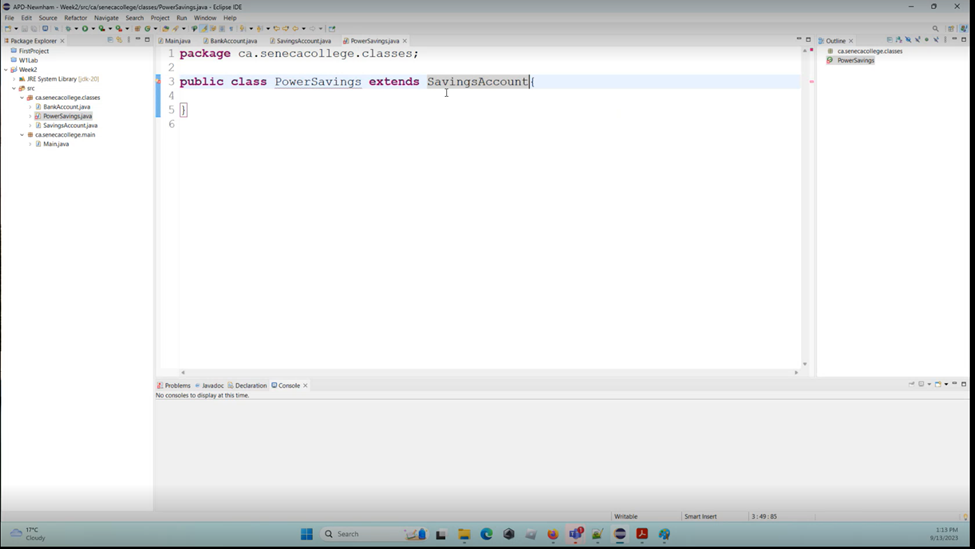 APD-Newnham - Week2/src/ca/senecacollege/classes/PowerSavings.java - Eclipse IDE
File Edit Source Refactor Navigate Search Project Run Window Help
Package Explorer
FirstProject
W1Lab
Week2
JRE System Library [jdk-20]
src
ca.senecacollege.classes
BankAccount.java
PowerSavings.java
SavingsAccount.java
ca.senecacollege.main
Main.java
Main.java BankAccount.java SavingsAccount.java PowerSavings.java
1 package ca.senecacollege.classes;
2
3 public class PowerSavings extends SavingsAccount{
4
5 }
6
Outline
ca.senecacollege.classes
PowerSavings
Problems Javadoc Declaration Console
No consoles to display at this time.
Writable Smart Insert 3 : 49 : 85
17°C
Cloudy
Search
1:13 PM
9/13/2023